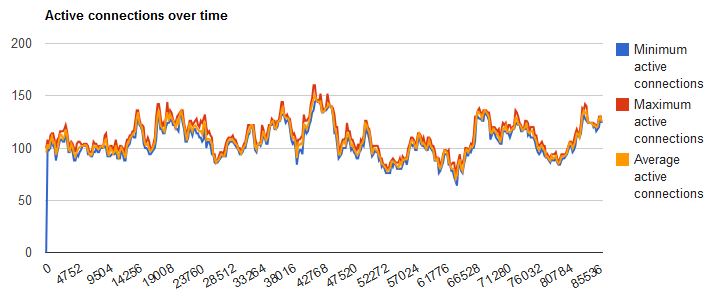 Active connections over time
200
150
100
50
0
0 4752 9504 14256 19008 23760 28512 33264 38016 42768 47520 52272 57024 61776 66528 71280 76032 80784 85536
Minimum
active
connections
Maximum
active
connections
Average
active
connections